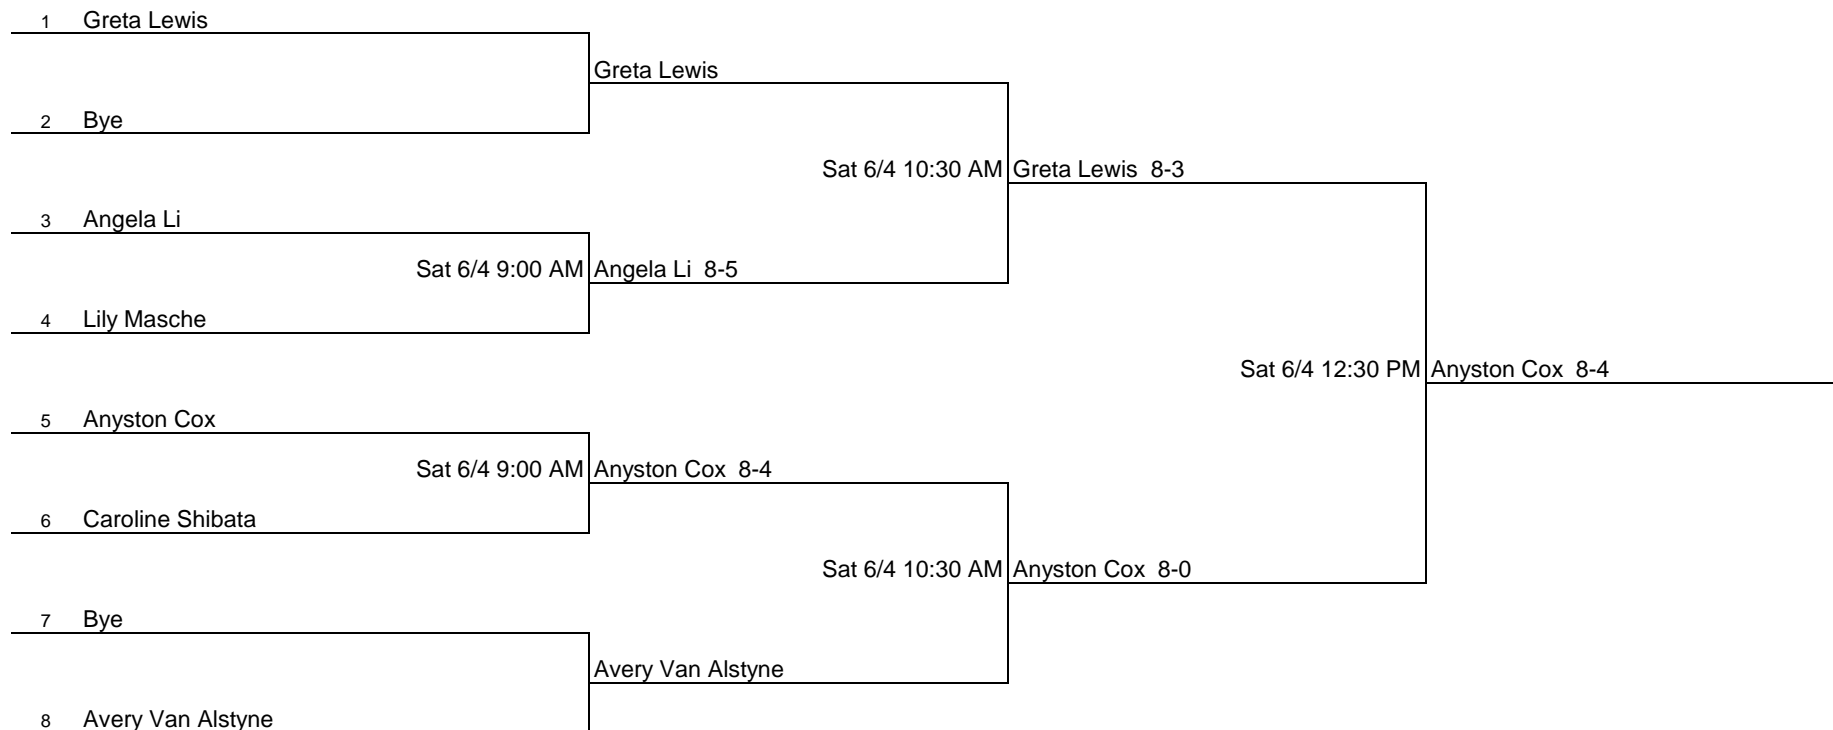 1 Greta Lewis
Greta Lewis
2 Bye
Sat 6/4 10:30 AM Greta Lewis 8-3
3 Angela Li
Sat 6/4 9:00 AM Angela Li 8-5
4 Lily Masche
Sat 6/4 12:30 PM Anyston Cox 8-4
5 Anyston Cox
Sat 6/4 9:00 AM Anyston Cox 8-4
6 Caroline Shibata
Sat 6/4 10:30 AM Anyston Cox 8-0
7 Bye
Avery Van Alstyne
8 Avery Van Alstyne